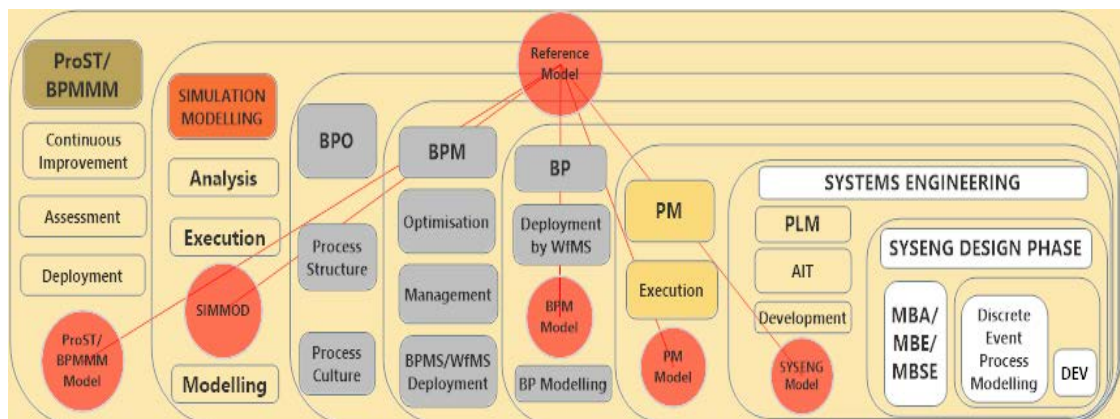 ProST/
BPMMM
Continuous
Improvement
Assessment
Deployment
ProST/
BPMMM
Model
SIMULATION
MODELLING
Analysis
Execution
SIMMOD
Modelling
BPO
Process
Structure
Process
Culture
Reference
Model
BPM
Optimisation
Management
BPMS/WfMS
Deployment
BP
Deployment
by WfMS
BPM
Model
BP Modelling
PM
Execution
PM
Model
SYSTEMS ENGINEERING
PLM
AIT
Development
SYSENG
Model
SYSENG DESIGN PHASE
MBA/
MBE/
MBSE
Discrete
Event
Process
Modelling
DEV